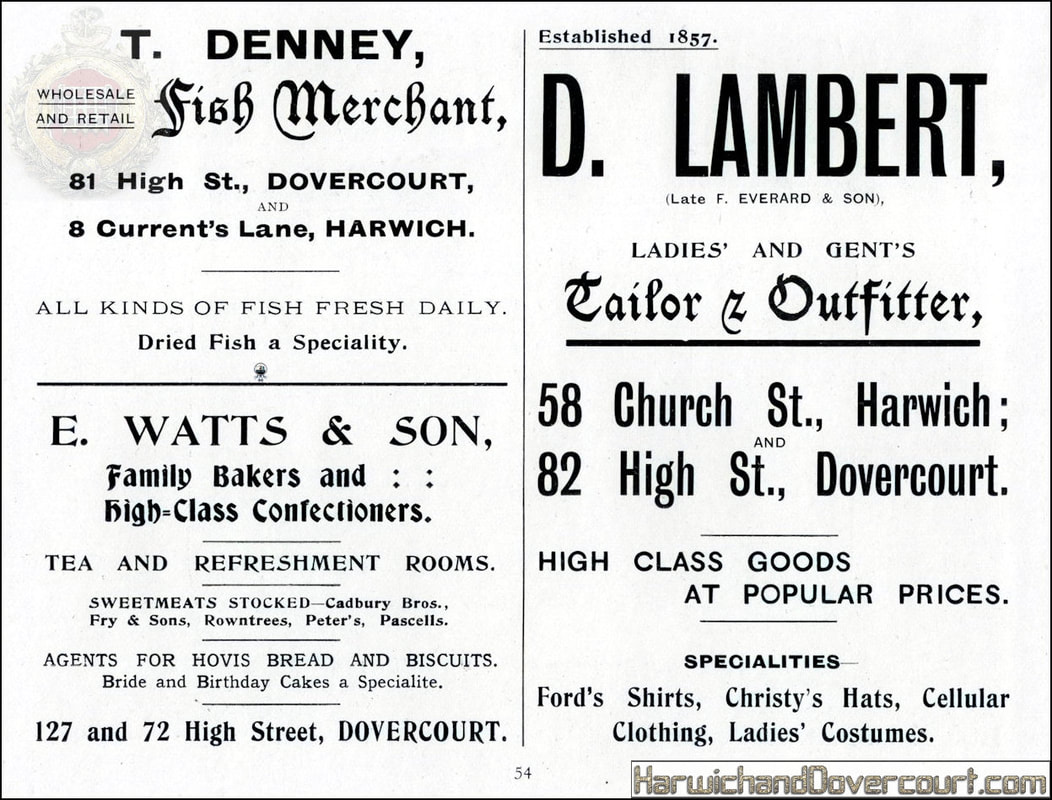 T. DENNEY,
WHOLESALE
AND RETAIL
Fish Merchant,
81 High St., DOVERCOURT,
AND
8 Current's Lane, HARWICH.
ALL KINDS OF FISH FRESH DAILY.
Dried Fish a Speciality.
E. WATTS & SON,
Family Bakers and : :
High=Class Confectioners.
TEA AND REFRESHMENT ROOMS.
SWEETMEATS STOCKED—Cadbury Bros.,
Fry & Sons, Rowntrees, Peter's, Pascells.
AGENTS FOR HOVIS BREAD AND BISCUITS.
Bride and Birthday Cakes a Specialite.
127 and 72 High Street, DOVERCOURT.
Established 1857.
D. LAMBERT,
(Late F. EVERARD & SON),
LADIES' AND GENT'S
Tailor & Outfitter,
58 Church St., Harwich;
AND
82 High St., Dovercourt.
HIGH CLASS GOODS
AT POPULAR PRICES.
SPECIALITIES—
Ford's Shirts, Christy's Hats, Cellular
Clothing, Ladies' Costumes.
54
HarwichandDovercourt.com